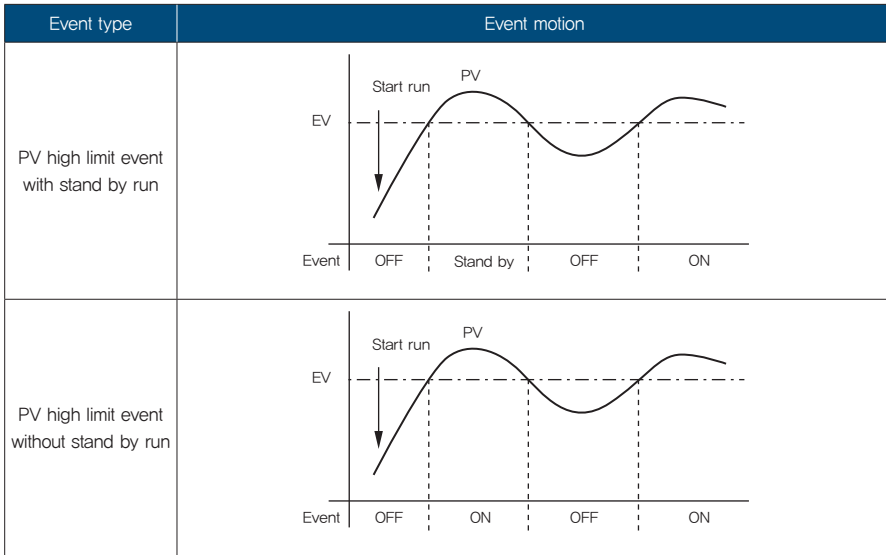 Event type
Event motion
PV high limit event
with stand by run
Start run
PV
EV
Event OFF Stand by OFF ON
PV high limit event
without stand by run
Start run
PV
EV
Event OFF ON OFF ON